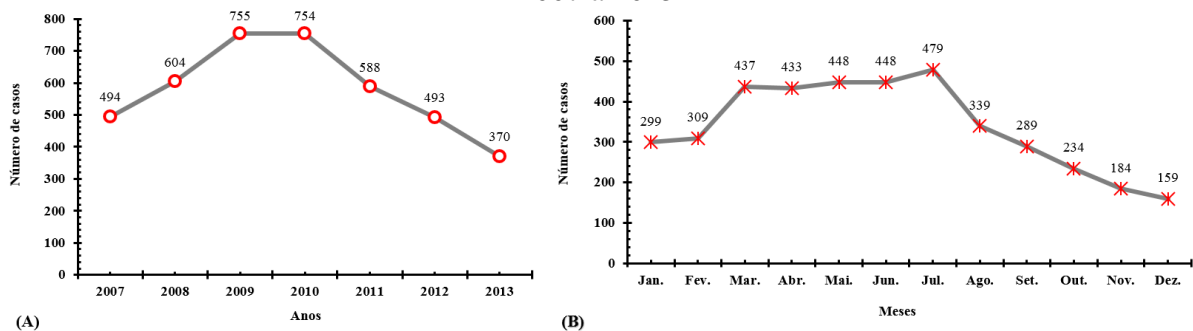 800
700
600
500
400
300
200
100
0
Número de casos
494
604
755
754
588
493
370
2007
2008
2009
2010
2011
2012
2013
Anos
(A)
600
500
400
300
200
100
0
Número de casos
299
309
437
433
448
448
479
339
289
234
184
159
Jan.
Fev.
Mar.
Abr.
Mai.
Jun.
Jul.
Ago.
Set.
Out.
Nov.
Dez.
Meses
(B)